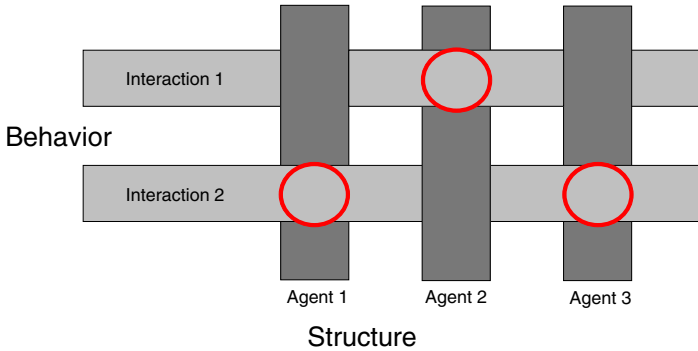 Interaction 1
Behavior
Interaction 2
Agent 1
Agent 2
Agent 3
Structure